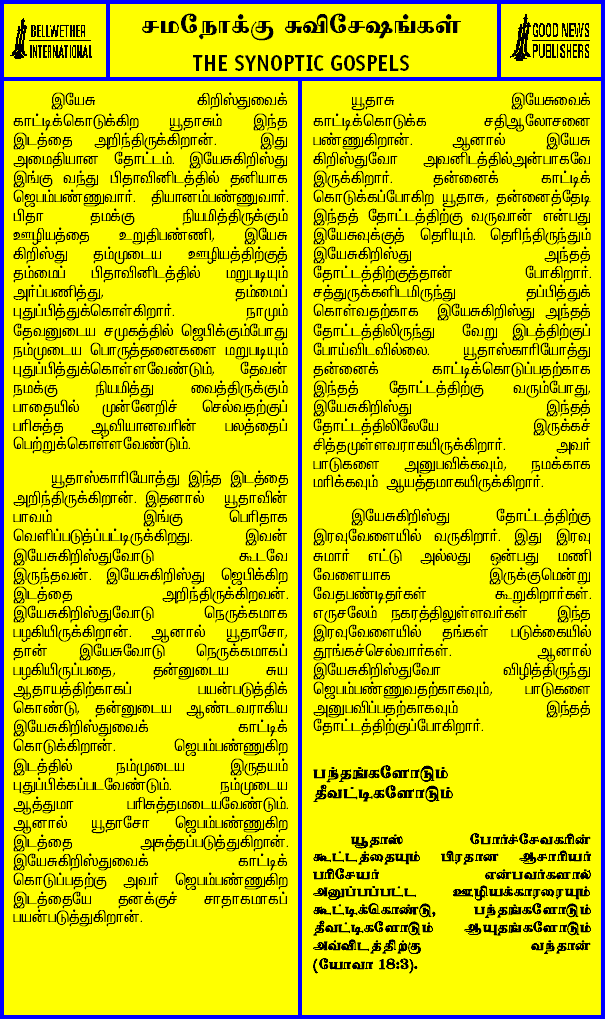 BELLWETHER
INTERNATIONAL
சமநோக்கு சுவிசேஷங்கள்
THE SYNOPTIC GOSPELS
GOOD NEWS
PUBLISHERS
இயேசு கிறிஸ்துவைக்
காட்டிக்கொடுக்கிற யூதாசும் இந்த
இடத்தை அறிந்திருக்கிறான். இது
அமைதியான தோட்டம். இயேசுகிறிஸ்து
இங்கு வந்து பிதாவினிடத்தில் தனியாக
ஜெபம்பண்ணுவார். தியானம்பண்ணுவார்.
பிதா தமக்கு நியமித்திருக்கும்
ஊழியத்தை உறுதிபண்ணி, இயேசு
கிறிஸ்து தம்முடைய ஊழியத்திற்குத்
தம்மைப் பிதாவினிடத்தில் மறுபடியும்
அர்ப்பணித்து, தம்மைப்
புதுப்பித்துக்கொள்கிறார். நாமும்
தேவனுடைய சமுகத்தில் ஜெபிக்கும்போது
நம்முடைய பொருத்தனைகளை மறுபடியும்
புதுப்பித்துக்கொள்ளவேண்டும், தேவன்
நமக்கு நியமித்து வைத்திருக்கும்
பாதையில் முன்னேறிச் செல்வதற்குப்
பரிசுத்த ஆவியானவரின் பலத்தைப்
பெற்றுக்கொள்ளவேண்டும்.
யூதாஸ்காரியோத்து இந்த இடத்தை
அறிந்திருக்கிறான். இதனால் யூதாவின்
பாவம் இங்கு பெரிதாக
வெளிப்படுத்தப்பட்டிருக்கிறது. இவன்
இயேசுகிறிஸ்துவோடு கூடவே
இருந்தவன். இயேசுகிறிஸ்து ஜெபிக்கிற
இடத்தை அறிந்திருக்கிறவன்.
இயேசுகிறிஸ்துவோடு நெருக்கமாக
பழகியிருக்கிறான். ஆனால் யூதாசோ,
தான் இயேசுவோடு நெருக்கமாகப்
பழகியிருப்பதை, தன்னுடைய சுய
ஆதாயத்திற்காகப் பயன்படுத்திக்
கொண்டு, தன்னுடைய ஆண்டவராகிய
இயேசுகிறிஸ்துவைக் காட்டிக்
கொடுக்கிறான். ஜெபம்பண்ணுகிற
இடத்தில் நம்முடைய இருதயம்
புதுப்பிக்கப்படவேண்டும். நம்முடைய
ஆத்துமா பரிசுத்தமடையவேண்டும்.
ஆனால் யூதாசோ ஜெபம்பண்ணுகிற
இடத்தை அசுத்தப்படுத்துகிறான்.
இயேசுகிறிஸ்துவைக் காட்டிக்
கொடுப்பதற்கு அவர் ஜெபம்பண்ணுகிற
இடத்தையே தனக்குச் சாதாகமாகப்
பயன்படுத்துகிறான்.
யூதாசு இயேசுவைக்
காட்டிக்கொடுக்க சதிஆலோசனை
பண்ணுகிறான். ஆனால் இயேசு
கிறிஸ்துவோ அவனிடத்தில்அன்பாகவே
இருக்கிறார். தன்னைக் காட்டிக்
கொடுக்கப்போகிற யூதாசு, தன்னைத்தேடி
இந்தத் தோட்டத்திற்கு வருவான் என்பது
இயேசுவுக்குத் தெரியும். தெரிந்திருந்தும்
இயேசுகிறிஸ்து அந்தத்
தோட்டத்திற்குத்தான் போகிறார்.
சத்துருக்களிடமிருந்து தப்பித்துக்
கொள்வதற்காக இயேசுகிறிஸ்து அந்தத்
தோட்டத்திலிருந்து வேறு இடத்திற்குப்
போய்விடவில்லை. யூதாஸ்காரியோத்து
தன்னைக் காட்டிக்கொடுப்பதற்காக
இந்தத் தோட்டத்திற்கு வரும்போது,
இயேசுகிறிஸ்து இந்தத்
தோட்டத்திலிலேயே இருக்கச்
சித்தமுள்ளவராகயிருக்கிறார். அவர்
பாடுகளை அனுபவிக்கவும், நமக்காக
மரிக்கவும் ஆயத்தமாகயிருக்கிறார்.
இயேசுகிறிஸ்து தோட்டத்திற்கு
இரவுவேளையில் வருகிறார். இது இரவு
சுமார் எட்டு அல்லது ஒன்பது மணி
வேளையாக இருக்குமென்று
வேதபண்டிதர்கள் கூறுகிறார்கள்.
எருசலேம் நகரத்திலுள்ளவர்கள் இந்த
இரவுவேளையில் தங்கள் படுக்கையில்
தூங்கச்செல்வார்கள். ஆனால்
இயேசுகிறிஸ்துவோ விழித்திருந்து
ஜெபம்பண்ணுவதற்காகவும், பாடுகளை
அனுபவிப்பதற்காகவும் இந்தத்
தோட்டத்திற்குப்போகிறார்.
பந்தங்களோடும்
தீவட்டிகளோடும்
யூதாஸ் போர்ச்சேவகரின்
கூட்டத்தையும் பிரதான ஆசாரியர்
பரிசேயர் என்பவர்களால்
அனுப்பப்பட்ட ஊழியக்காரரையும்
கூட்டிக்கொண்டு, பந்தங்களோடும்
தீவட்டிகளோடும் ஆயுதங்களோடும்
அவ்விடத்திற்கு வந்தான்
(யோவா 18:3).